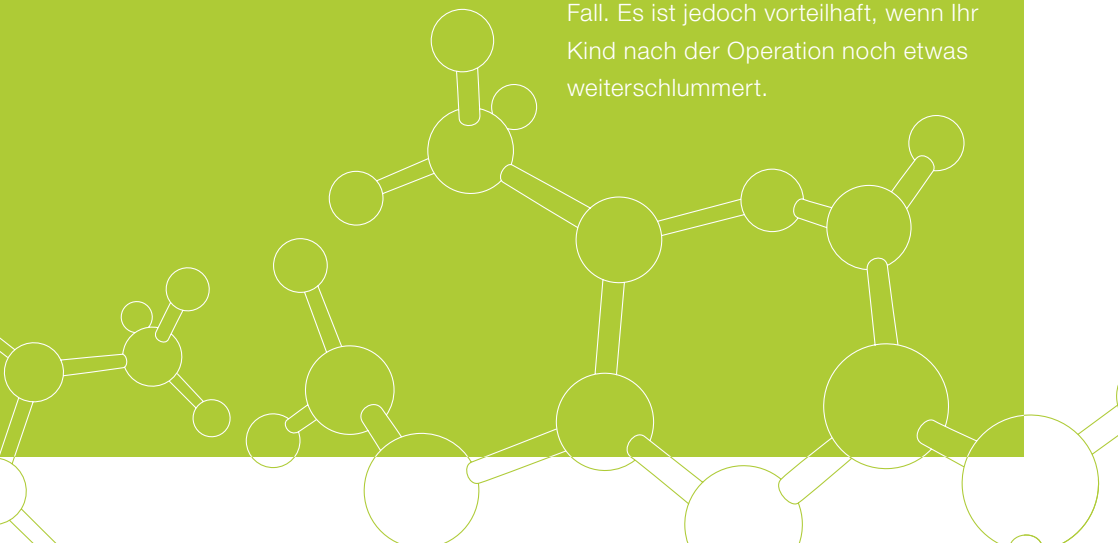 Fall. Es ist jedoch vorteilhaft, wenn Ihr
Kind nach der Operation noch etwas
weiterschlummert.